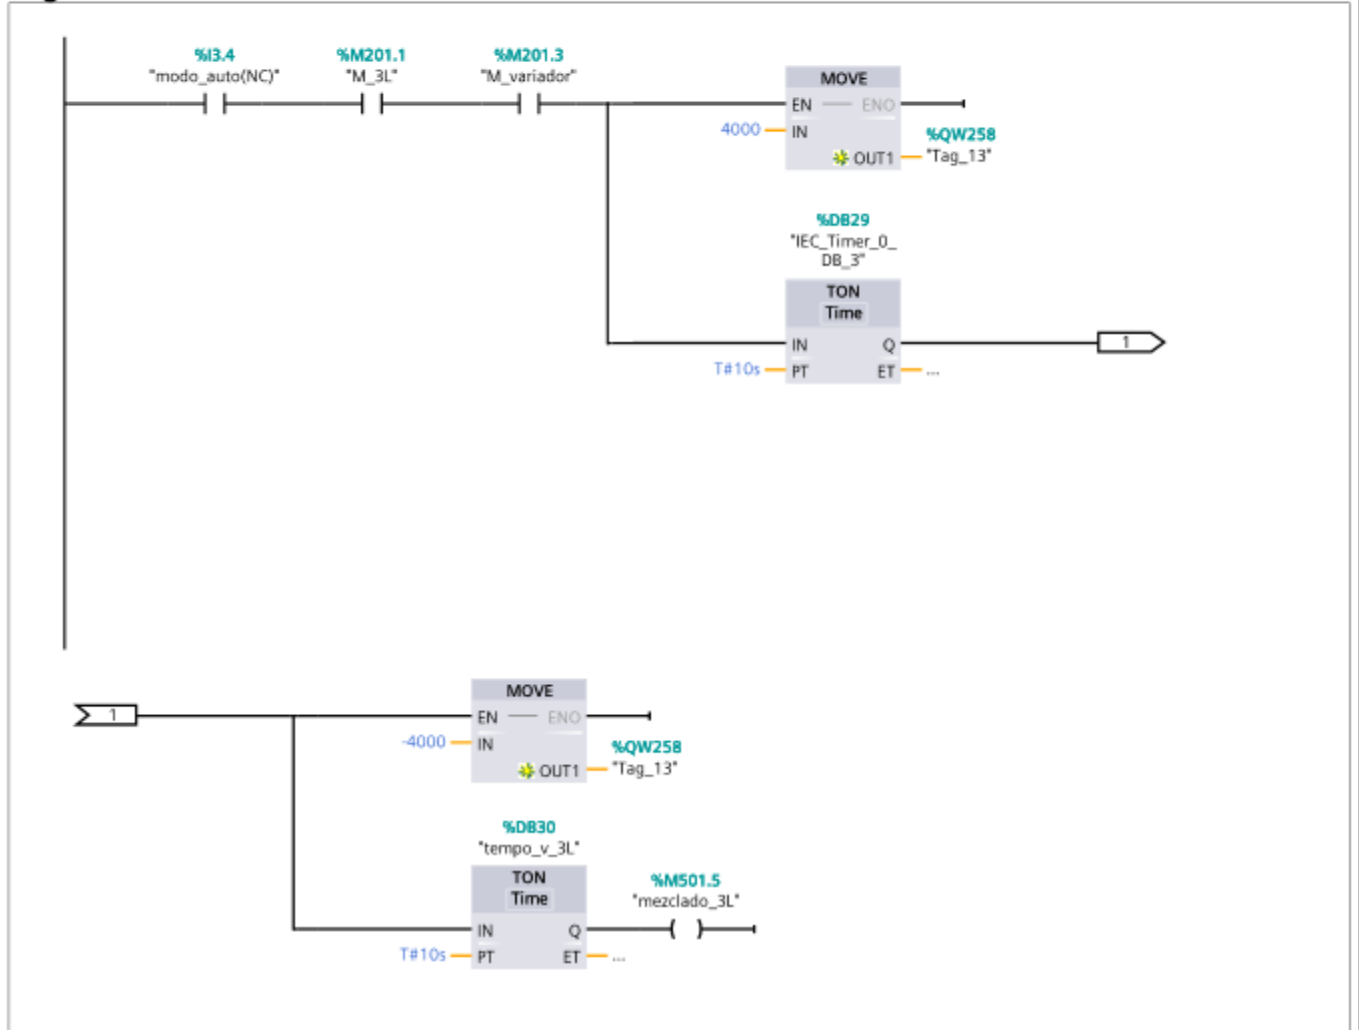 %I3.4
"modo_auto(NC)"
%M201.1
"M_3L"
%M201.3
"M_variador"
MOVE
EN
ENO
4000
IN
OUT1
%QW258
"Tag_13"
%DB29
"IEC_Timer_0_
DB_3"
TON
Time
IN
Q
1
T#10s
PT
ET
...
1
MOVE
EN
ENO
-4000
IN
OUT1
%QW258
"Tag_13"
%DB30
"tempo_v_3L"
TON
Time
%M501.5
"mezclado_3L"
IN
Q
T#10s
PT
ET
...